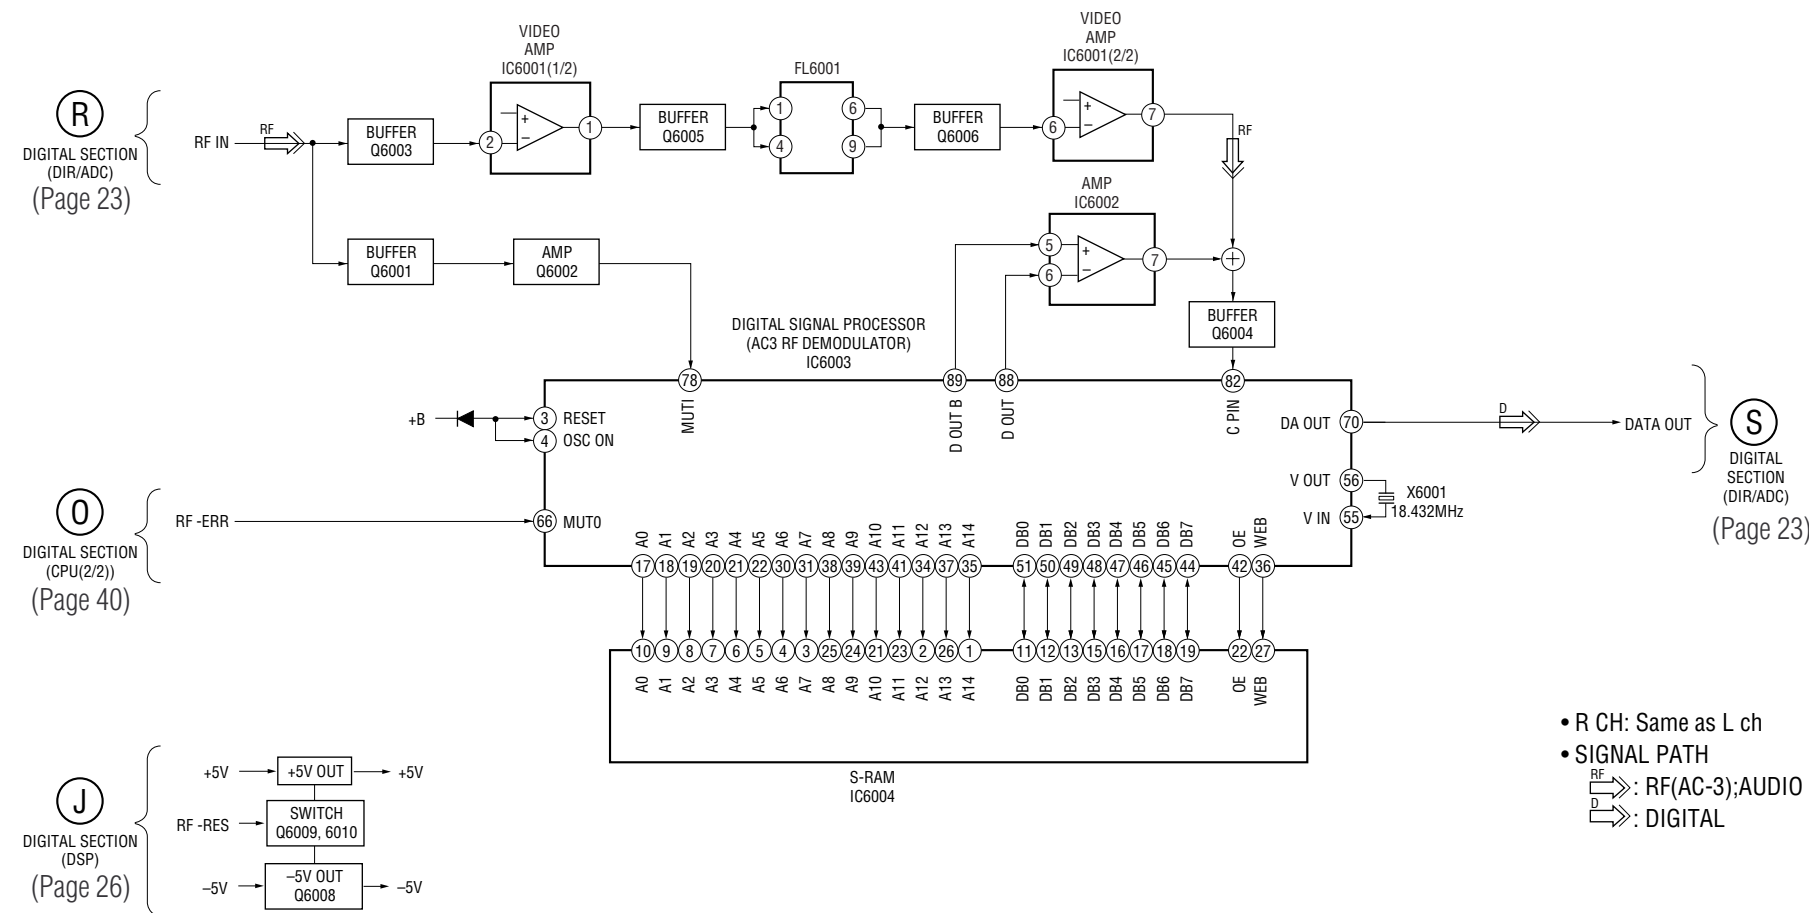 VIDEO
AMP
IC6001(1/2)
FL6001
VIDEO
AMP
IC6001(2/2)
R
DIGITAL SECTION
(DIR/ADC)
(Page 23)
RF IN
RF
BUFFER
Q6003
2
+
–
1
BUFFER
Q6005
1
4
6
9
BUFFER
Q6006
6
+
–
7
RF
BUFFER
Q6001
AMP
Q6002
AMP
IC6002
5
6
+
–
7
+
BUFFER
Q6004
DIGITAL SIGNAL PROCESSOR
(AC3 RF DEMODULATOR)
IC6003
78
89
88
82
MUTI
D OUT B
D OUT
C PIN
+B
3 RESET
4 OSC ON
DA OUT 70
D
DATA OUT
S
DIGITAL
SECTION
(DIR/ADC)
(Page 23)
V OUT 56
V IN 55
X6001
18.432MHz
O
DIGITAL SECTION
(CPU(2/2))
(Page 40)
RF -ERR
66 MUT0
A0 A1 A2 A3 A4 A5 A6 A7 A8 A9 A10 A11 A12 A13 A14 DB0 DB1 DB2 DB3 DB4 DB5 DB6 DB7 OE WEB
17 18 19 20 21 22 30 31 38 39 43 41 34 37 35 51 50 49 48 47 46 45 44 42 36
10 9 8 7 6 5 4 3 25 24 21 23 2 26 1 11 12 13 15 16 17 18 19 22 27
A0 A1 A2 A3 A4 A5 A6 A7 A8 A9 A10 A11 A12 A13 A14 DB0 DB1 DB2 DB3 DB4 DB5 DB6 DB7 OE WEB
S-RAM
IC6004
J
DIGITAL SECTION
(DSP)
(Page 26)
+5V
+5V OUT
+5V
RF -RES
SWITCH
Q6009, 6010
–5V
–5V OUT
Q6008
–5V
• R CH: Same as L ch
• SIGNAL PATH
RF : RF(AC-3);AUDIO
D : DIGITAL